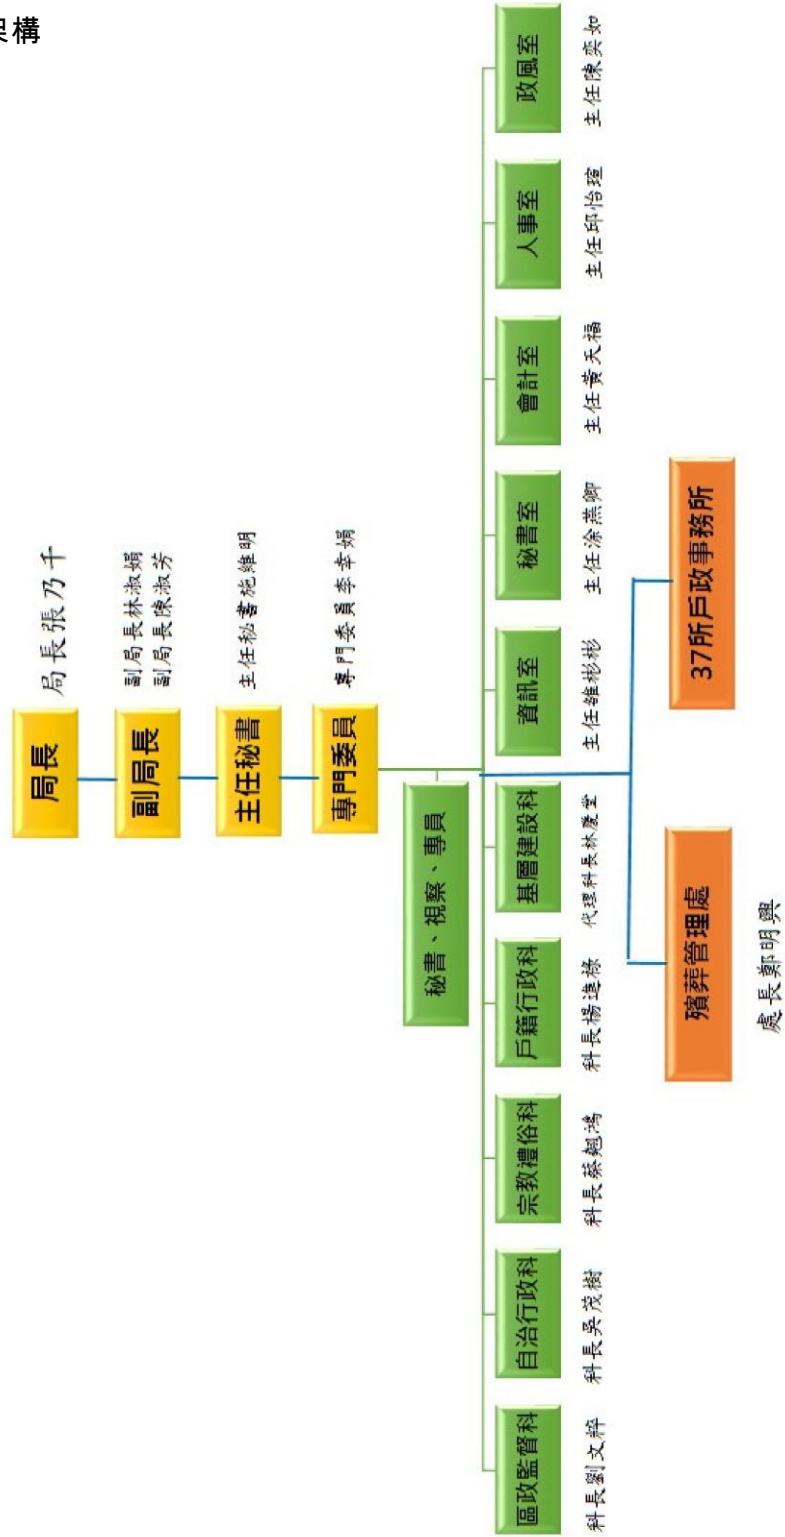 架構
局長
局長張乃千
副局長
副局長林淑娟
副局長陳淑芳
主任秘書
主任秘書施維明
專門委員
專門委員李幸娟
秘書、視察、專員
區政監督科
科長劉文粹
自治行政科
科長吳茂樹
宗教禮俗科
科長蔡翹鴻
戶籍行政科
科長楊進祿
基層建設科
代理科長林慶堂
資訊室
主任雒彬彬
秘書室
主任涂燕卿
會計室
主任黃天福
人事室
主任邱怡瑄
政風室
主任陳奕如
殯葬管理處
處長鄭明興
37所戶政事務所